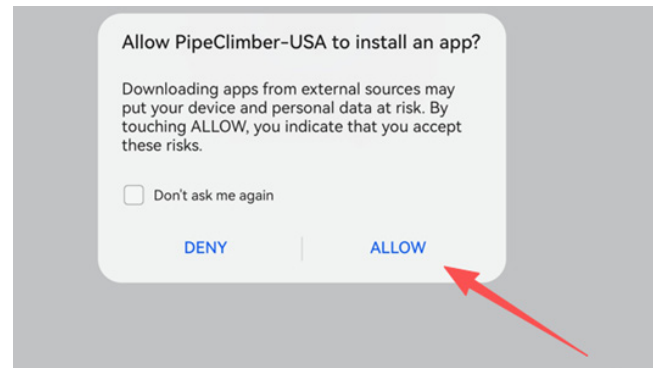 Allow PipeClimber-USA to install an app?
Downloading apps from external sources may
put your device and personal data at risk. By
touching ALLOW, you indicate that you accept
these risks.
Don't ask me again
DENY
ALLOW